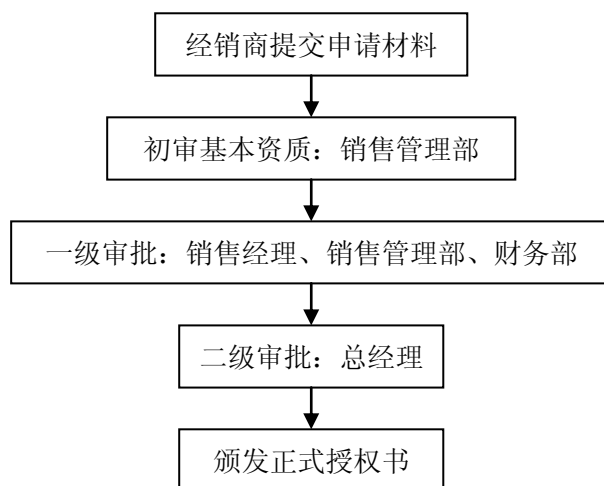 经销商提交申请材料
初审基本资质：销售管理部
一级审批：销售经理、销售管理部、财务部
二级审批：总经理
颁发正式授权书